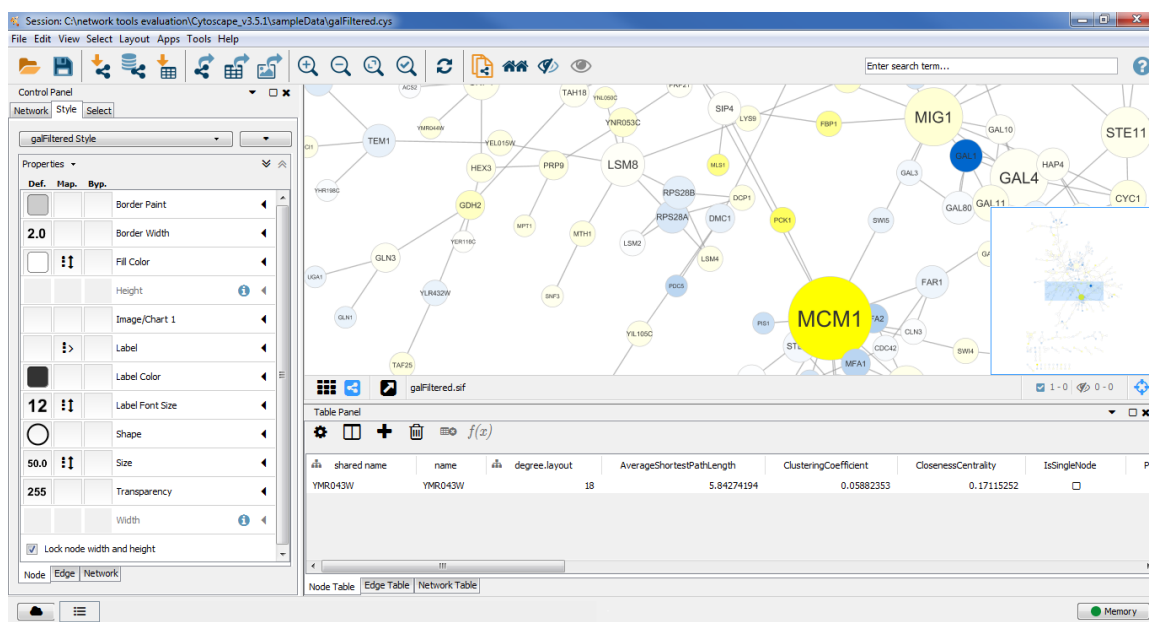 Session: C:\network tools evaluation\Cytoscape_v3.5.1\sampleData\galFiltered.cys
File Edit View Select Layout Apps Tools Help
Enter search term...
Control Panel
Network Style Select
galFiltered Style
Properties
Def. Map. Byp.
Border Paint
2.0 Border Width
Fill Color
Height
Image/Chart 1
Label
Label Color
12 Label Font Size
Shape
50.0 Size
255 Transparency
Width
Lock node width and height
Node Edge Network
ACS2
TAH18
YNL050C
SIP4
LYS9
FBP1
MIG1
GAL10
STE11
TEM1
YMR044W
YNR053C
YEL015W
HEX3
PRP9
LSM8
MLS1
GAL1
GAL3
GAL4
HAP4
YHR198C
GDH2
RPS28B
DCP1
GAL80
GAL11
CYC1
MPT1
RPS28A
DMC1
PCK1
SWI5
YER116C
MTH1
LSM2
GLN3
LSM4
UGA1
YLR432W
SNF3
PDC5
FAR1
GLN1
PIS1
MCM1
CLN3
YIL105C
CDC42
SWI4
TAF25
MFA1
galFiltered.sif
1 - 0
0 - 0
Table Panel
f(x)
shared name name degree.layout AverageShortestPathLength ClusteringCoefficient ClosenessCentrality IsSingleNode
YMR043W YMR043W 18 5.84274194 0.05882353 0.17115252
Node Table Edge Table Network Table
Memory